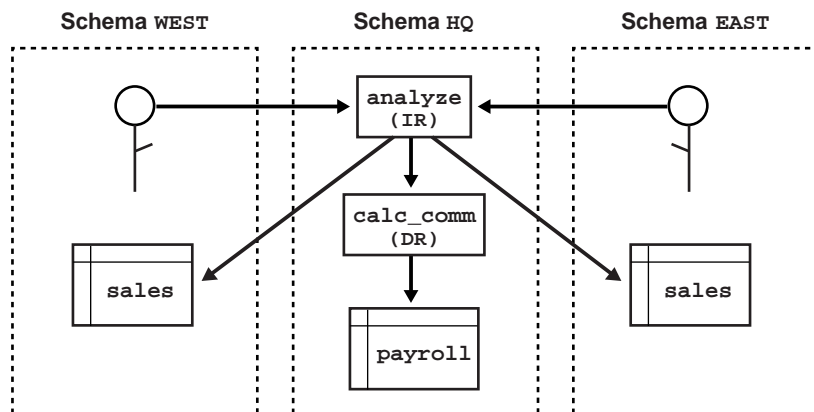 Schema WEST
Schema HQ
Schema EAST
analyze
(IR)
calc_comm
(DR)
sales
sales
payroll